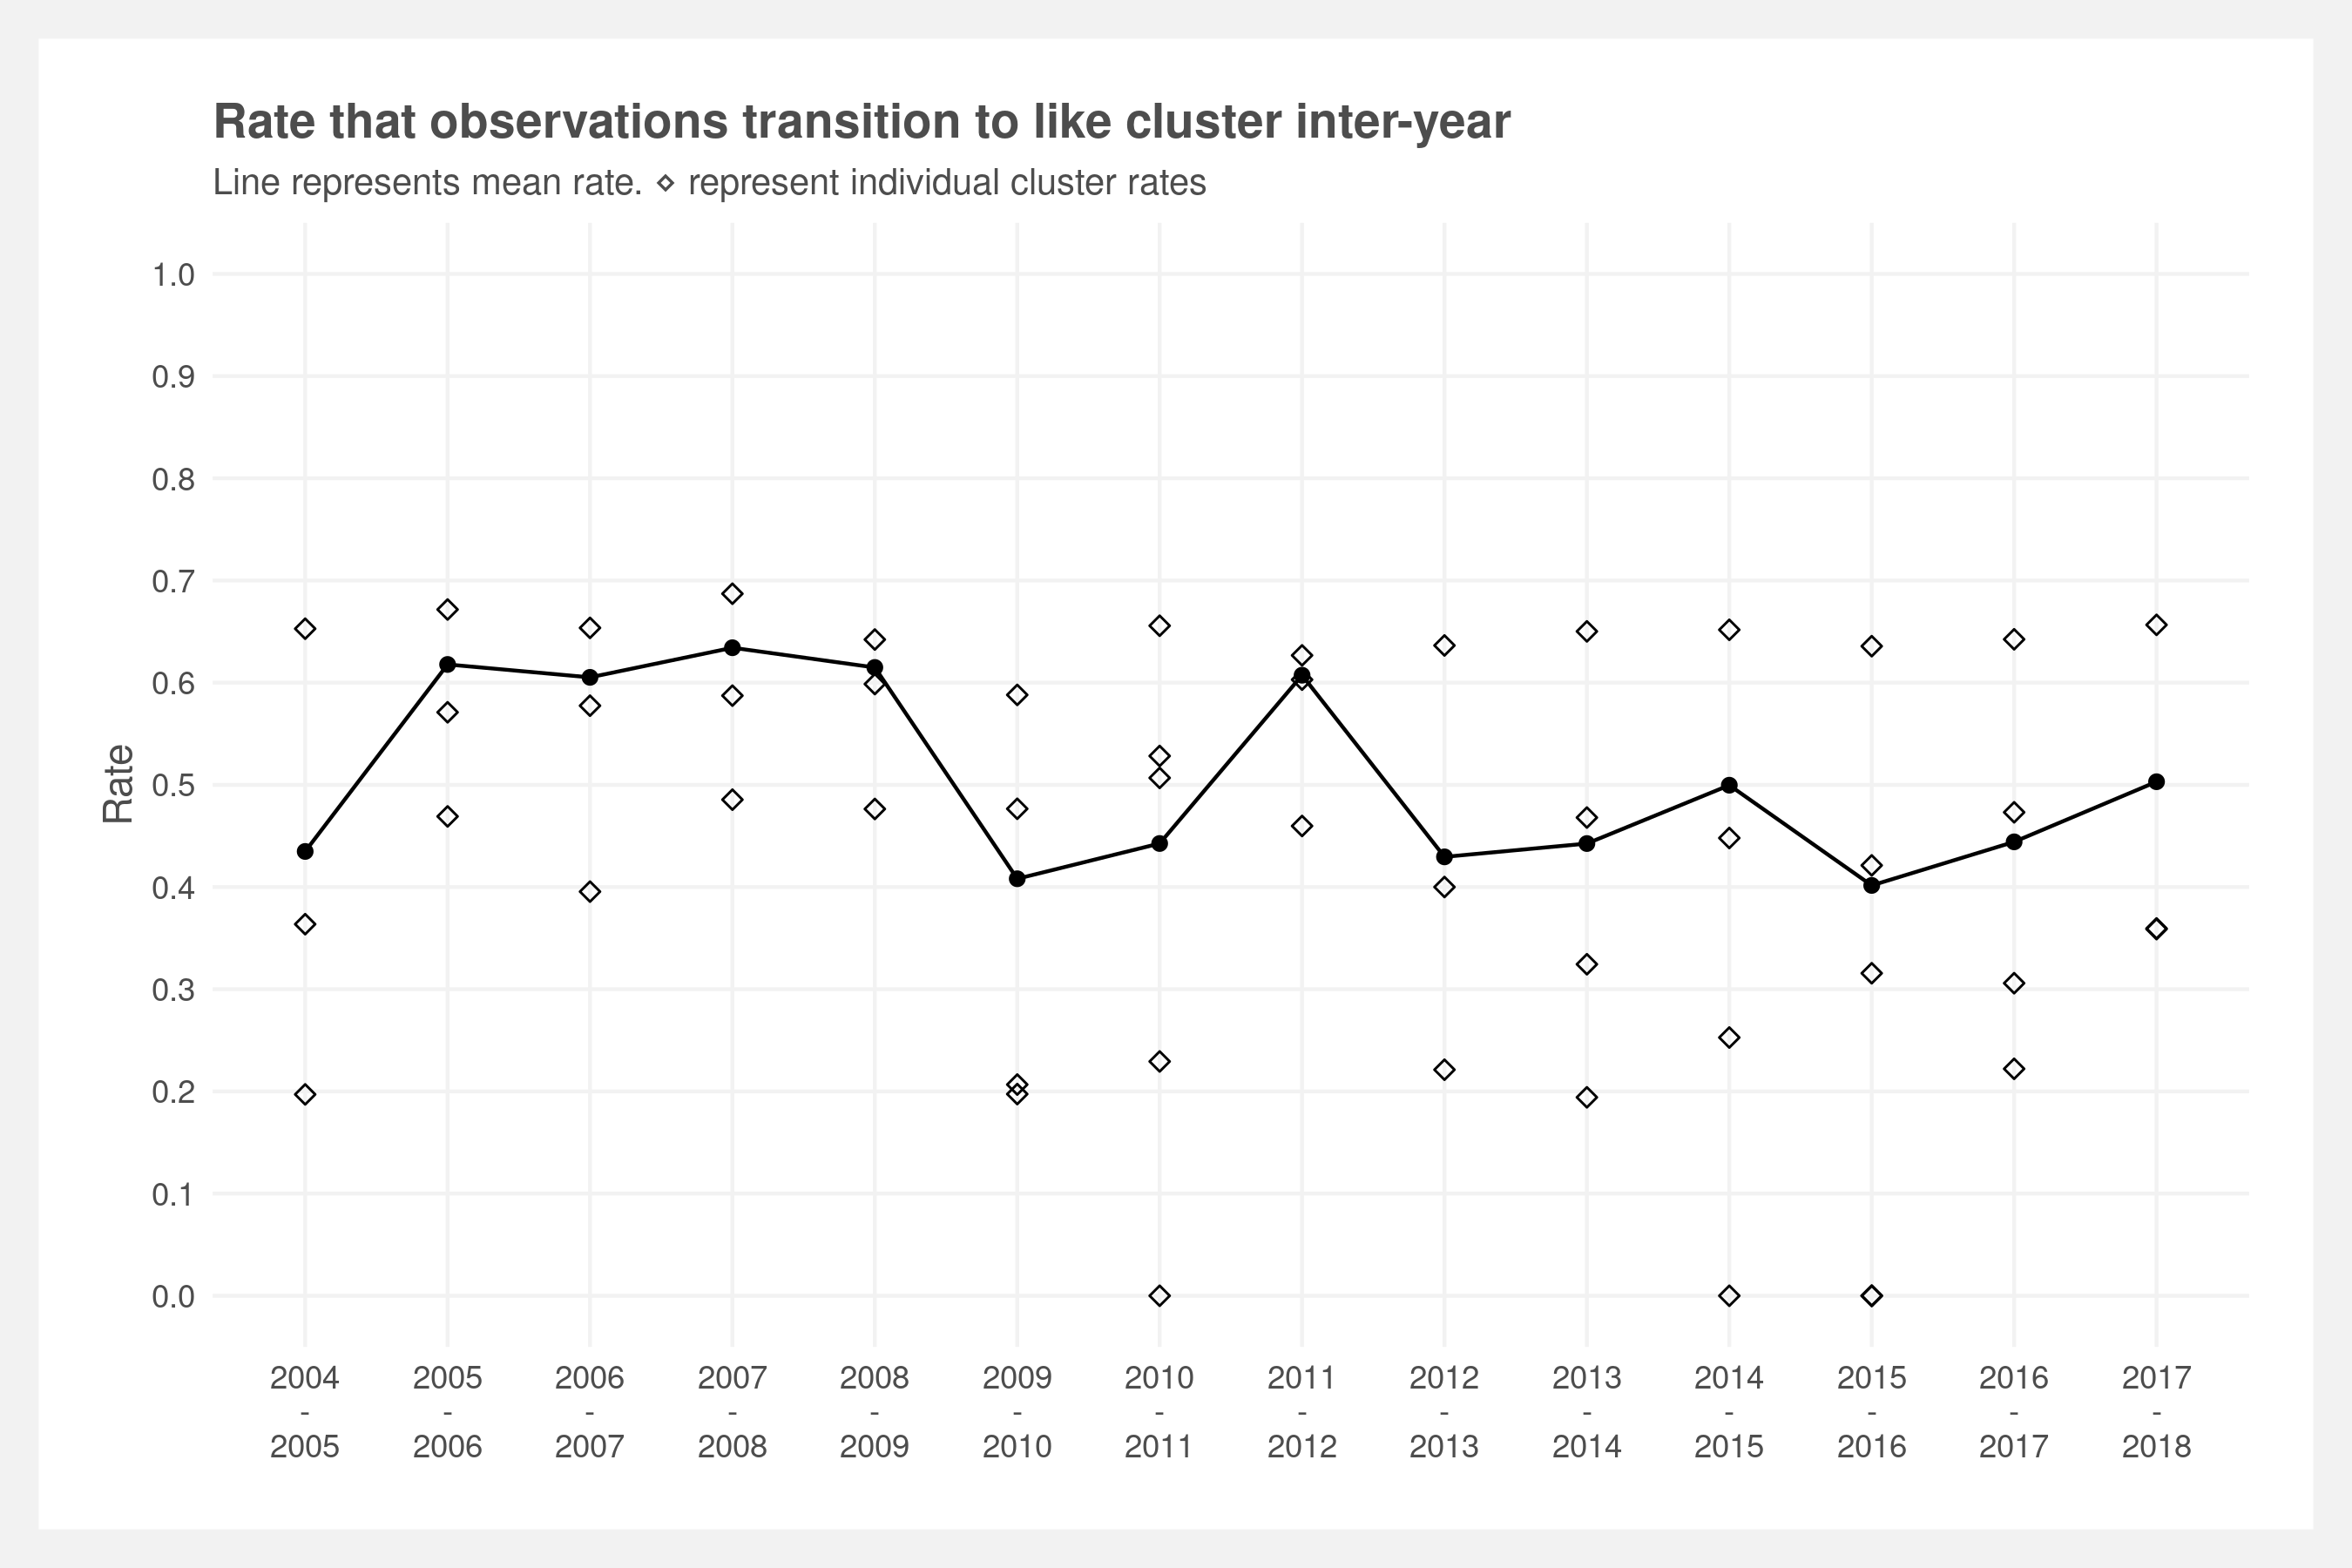 Rate that observations transition to like cluster inter-year
Line represents mean rate. ⋄ represent individual cluster rates
Rate
1.0
0.9
0.8
0.7
0.6
0.5
0.4
0.3
0.2
0.1
0.0
2004 - 2005
2005 - 2006
2006 - 2007
2007 - 2008
2008 - 2009
2009 - 2010
2010 - 2011
2011 - 2012
2012 - 2013
2013 - 2014
2014 - 2015
2015 - 2016
2016 - 2017
2017 - 2018